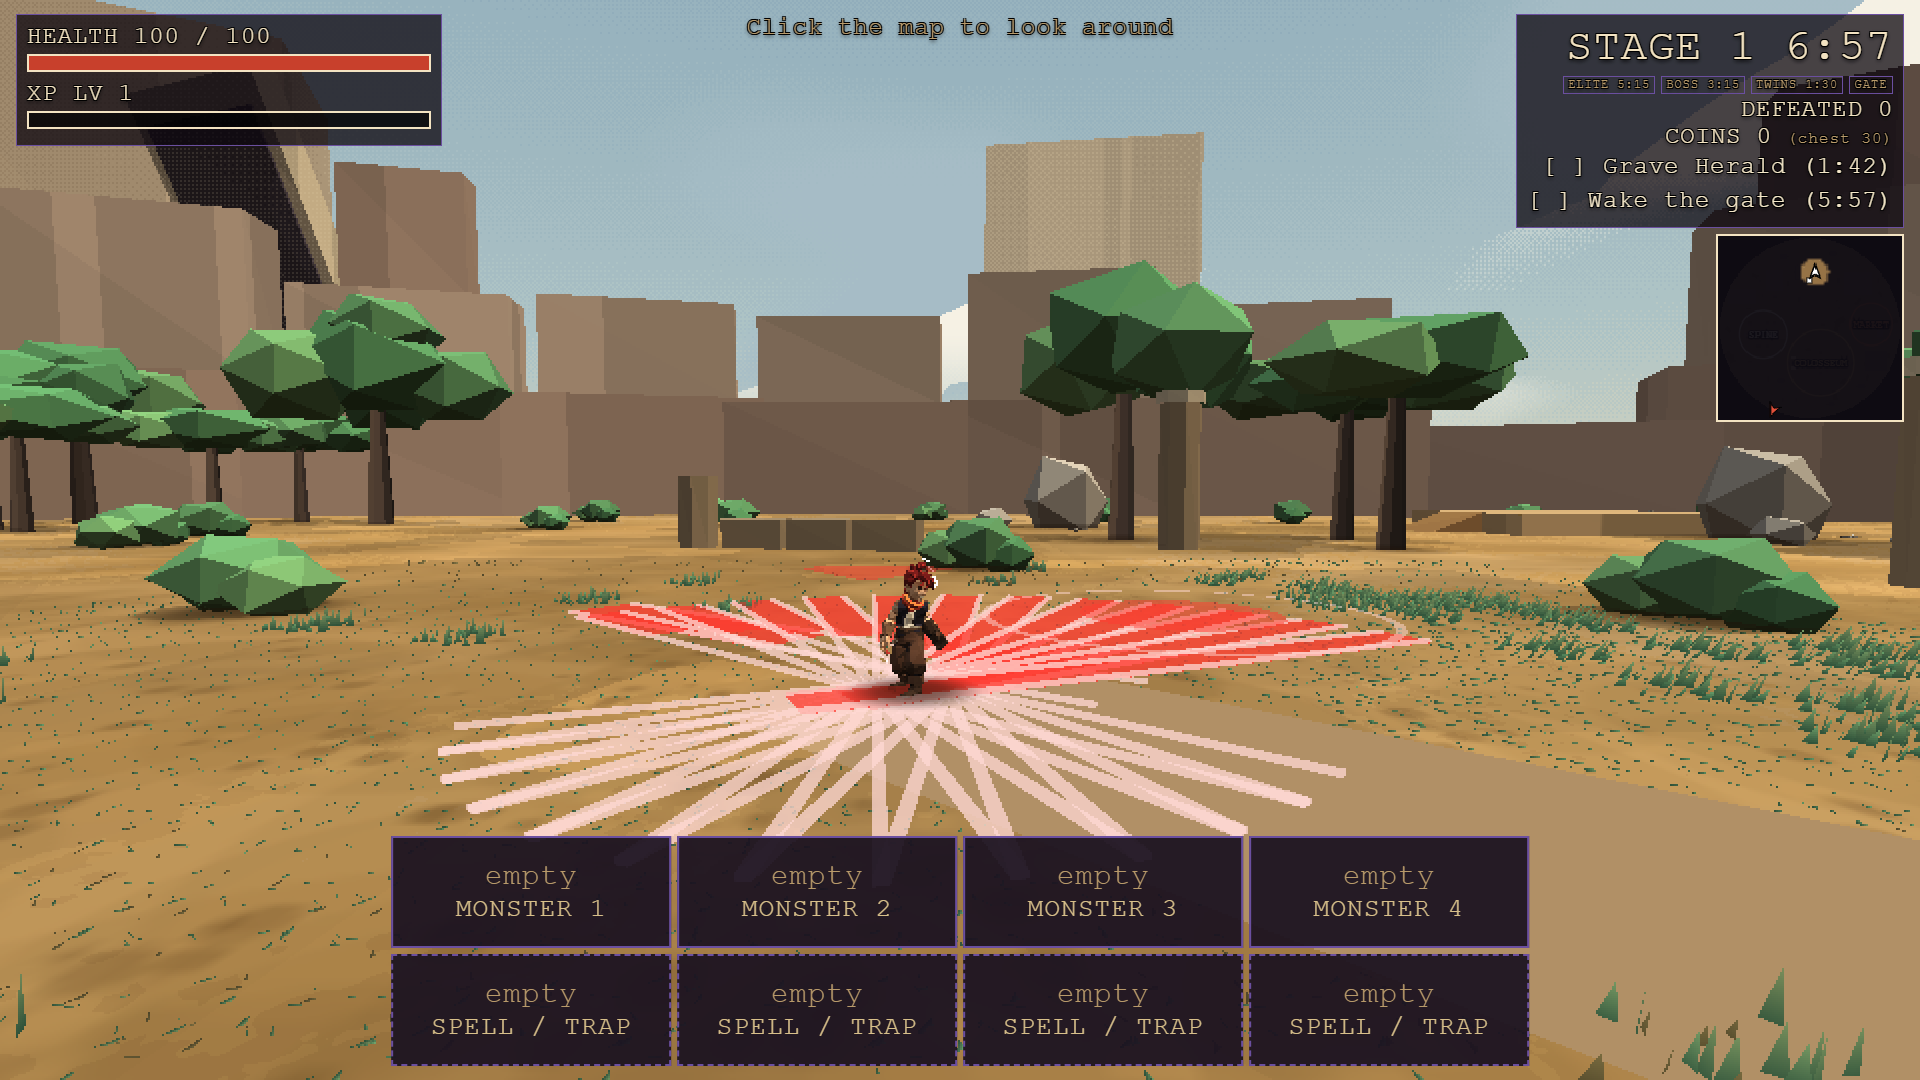 HEALTH 100 / 100
XP LV 1
Click the map to look around
STAGE 1 6:57
ELITE 5:15 BOSS 3:15 TWINS 1:30 GATE
DEFEATED 0
COINS 0 (chest 30)
[ ] Grave Herald (1:42)
[ ] Wake the gate (5:57)
empty
MONSTER 1
empty
MONSTER 2
empty
MONSTER 3
empty
MONSTER 4
empty
SPELL / TRAP
empty
SPELL / TRAP
empty
SPELL / TRAP
empty
SPELL / TRAP